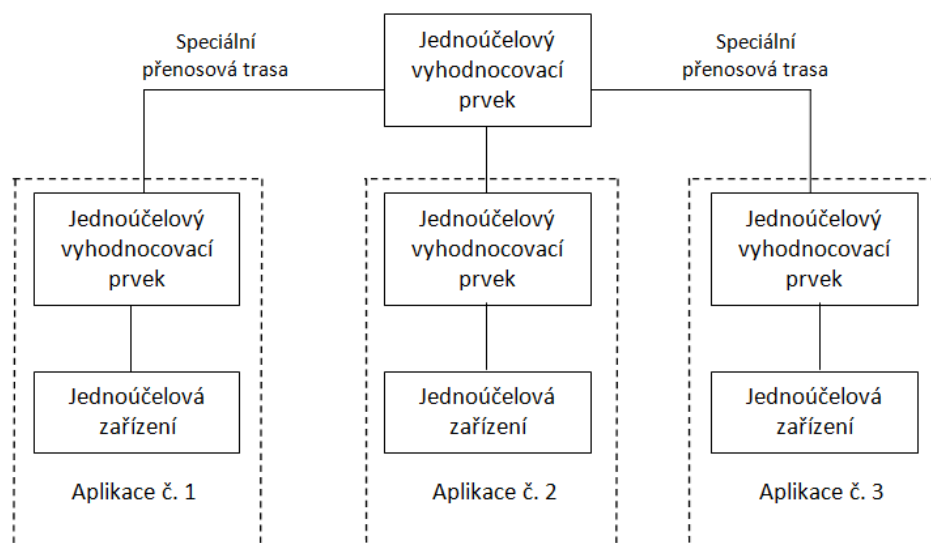 Speciální
přenosová trasa
Jednoúčelový
vyhodnocovací
prvek
Speciální
přenosová trasa
Jednoúčelový
vyhodnocovací
prvek
Jednoúčelový
vyhodnocovací
prvek
Jednoúčelový
vyhodnocovací
prvek
Jednoúčelová
zařízení
Jednoúčelová
zařízení
Jednoúčelová
zařízení
Aplikace č. 1
Aplikace č. 2
Aplikace č. 3